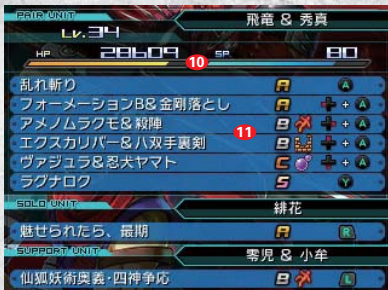 PAIR UNIT 飛竜 & 秀真
Lv.34
HP 28609 SP 80
10
乱れ斬り A A
フォーメーションB&金剛落とし A + A
アメノムラクモ&殺陣 B + A
11
エクスカリバー&八双手裏剣 B + A
ヴァジュラ&忍犬ヤマト C + A
ラグナロク S Y
SOLO UNIT 緋花
魅せられたら、最期 A R
SUPPORT UNIT 零児 & 小牟
仙狐妖術奥義・四神争応 B L